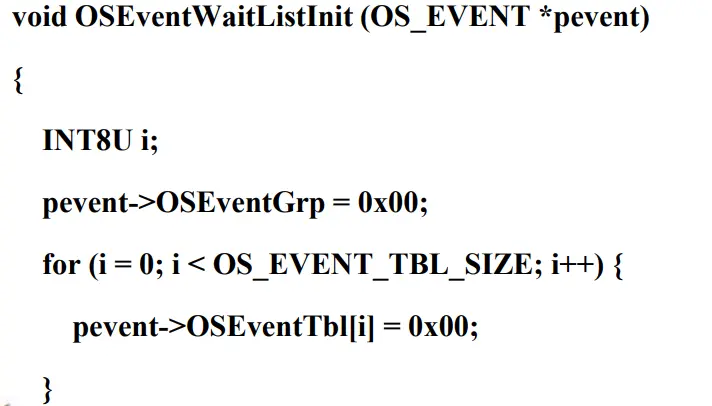 void OSEventWaitListInit (OS_EVENT *pevent)
{
INT8U i;
pevent->OSEventGrp = 0x00;
for (i = 0; i < OS_EVENT_TBL_SIZE; i++) {
pevent->OSEventTbl[i] = 0x00;
}